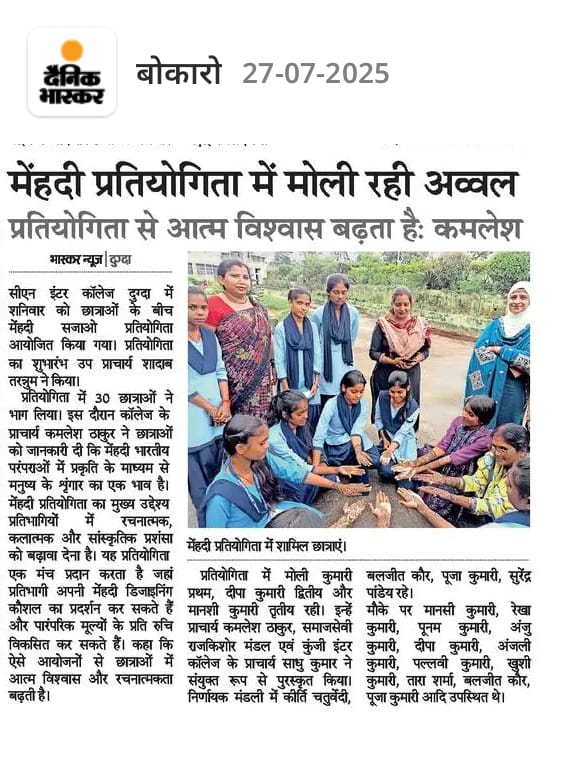 दैनिक
भास्कर
बोकारो 27-07-2025
मेंहदी प्रतियोगिता में मोली रही अव्वल
प्रतियोगिता से आत्म विश्वास बढ़ता है: कमलेश
भास्कर न्यूज | दुग्दा
सीएन इंटर कॉलेज दुग्दा में
शनिवार को छात्राओं के बीच
मेंहदी सजाओ प्रतियोगिता
आयोजित किया गया। प्रतियोगिता
का शुभारंभ उप प्राचार्य शादाब
तरन्नुम ने किया।
प्रतियोगिता में 30 छात्राओं ने
भाग लिया। इस दौरान कॉलेज के
प्राचार्य कमलेश ठाकुर ने छात्राओं
को जानकारी दी कि मेंहदी भारतीय
परंपराओं में प्रकृति के माध्यम से
मनुष्य के शृंगार का एक भाव है।
मेंहदी प्रतियोगिता का मुख्य उद्देश्य
प्रतिभागियों में रचनात्मक,
कलात्मक और सांस्कृतिक प्रशंसा
को बढ़ावा देना है। यह प्रतियोगिता
एक मंच प्रदान करता है जहां
प्रतिभागी अपनी मेंहदी डिजाइनिंग
कौशल का प्रदर्शन कर सकते हैं
और पारंपरिक मूल्यों के प्रति रुचि
विकसित कर सकते हैं। कहा कि
ऐसे आयोजनों से छात्राओं में
आत्म विश्वास और रचनात्मकता
बढ़ती है।
मेंहदी प्रतियोगिता में शामिल छात्राएं।
प्रतियोगिता में मोली कुमारी
प्रथम, दीपा कुमारी द्वितीय और
मानशी कुमारी तृतीय रही। इन्हें
प्राचार्य कमलेश ठाकुर, समाजसेवी
राजकिशोर मंडल एवं कुंजी इंटर
कॉलेज के प्राचार्य साधु कुमार ने
संयुक्त रूप से पुरस्कृत किया।
निर्णायक मंडली में कीर्ति चतुर्वेदी,
बलजीत कौर, पूजा कुमारी, सुरेंद्र
पांडेय रहे।
मौके पर मानसी कुमारी, रेखा
कुमारी, पूनम कुमारी, अंजु
कुमारी, दीपा कुमारी, अंजली
कुमारी, पल्लवी कुमारी, खुशी
कुमारी, तारा शर्मा, बलजीत कौर,
पूजा कुमारी आदि उपस्थित थे।